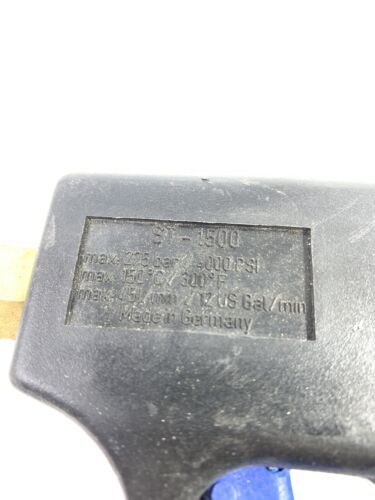 ST-1500
max. 275 bar / 4000 PSI
max. 150°C / 300°F
max. 45 l/min / 12 US Gal/min
Made in Germany